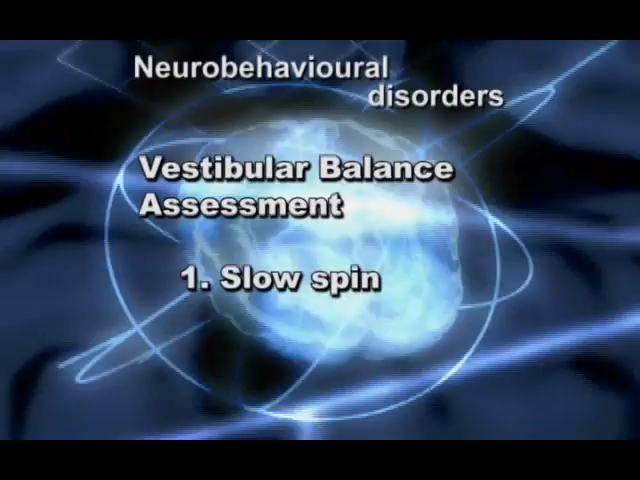 Neurobehavioural
disorders
Vestibular Balance
Assessment
1. Slow spin